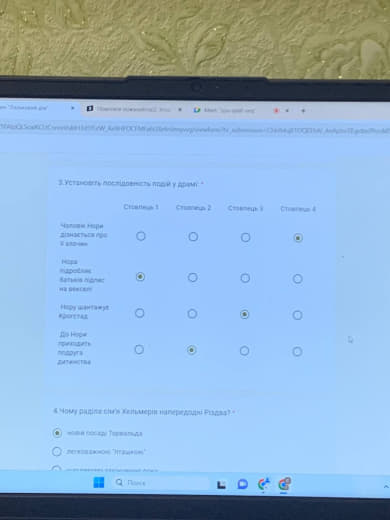 3.Установіть послідовність подій у драмі: *
Стовпець 1 Стовпець 2 Стовпець 3 Стовпець 4
Чоловік Нори
дізнається про
її злочин
Нора
підробляє
батьків підпис
на векселі
Нору шантажує
Крогстад
До Нори
приходить
подруга
дитинства
4.Чому раділа сім'я Хельмерів напередодні Різдва? *
новій посаді Торвальда
легковажною "пташкою"
Пошук